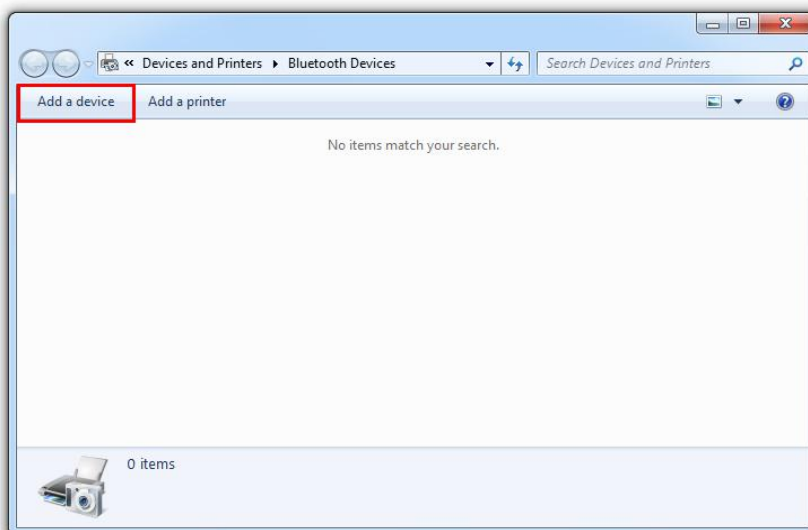 « Devices and Printers Bluetooth Devices Search Devices and Printers
Add a device Add a printer
No items match your search.
0 items